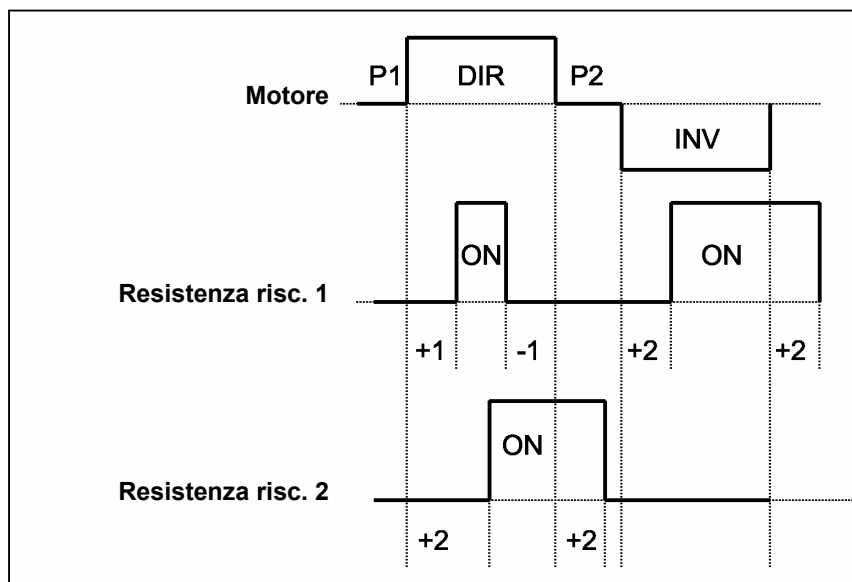 P1 DIR P2
Motore
INV
ON ON
Resistenza risc. 1
+1 -1 +2 +2
ON
Resistenza risc. 2
+2 +2